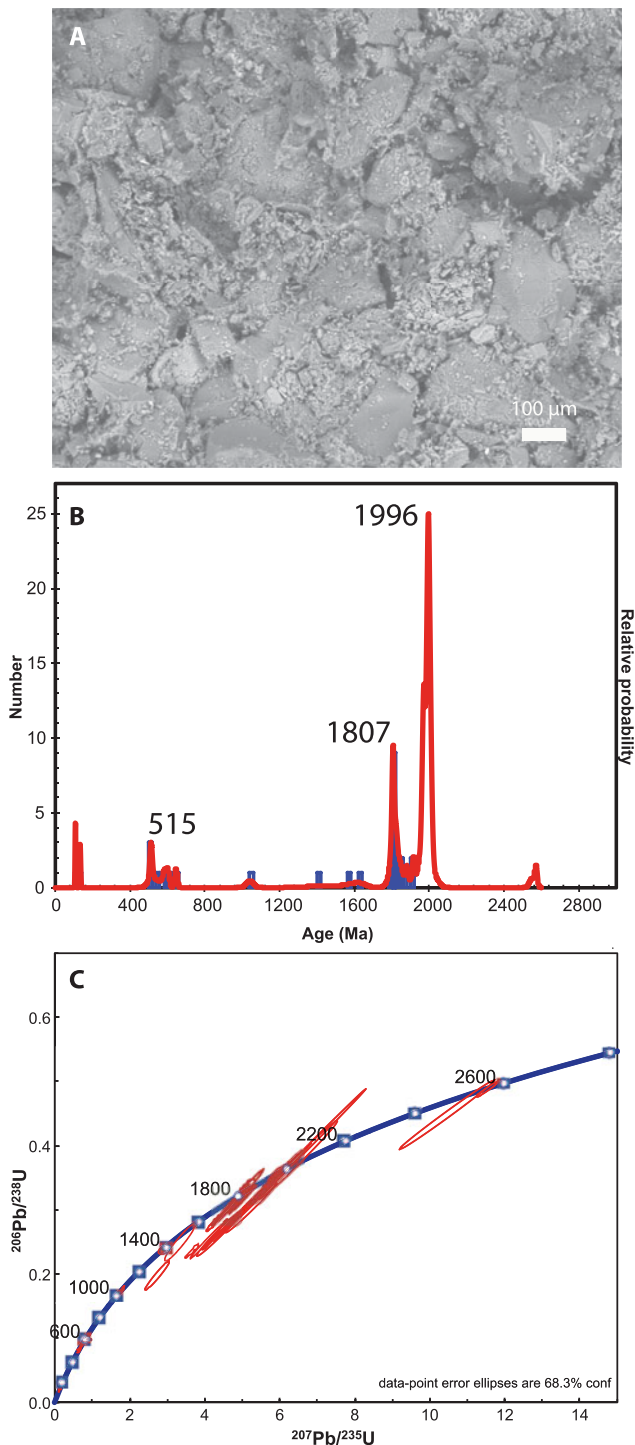 A
100 µm
B
1996
1807
515
25
20
15
10
5
0
Number
Relative probability
0 400 800 1200 1600 2000 2400 2800
Age (Ma)
C
0.6
0.4
0.2
0.0
²⁰⁶Pb/²³⁸U
2600
2200
1800
1400
1000
600
data-point error ellipses are 68.3% conf
0 2 4 6 8 10 12 14
²⁰⁷Pb/²³⁵U